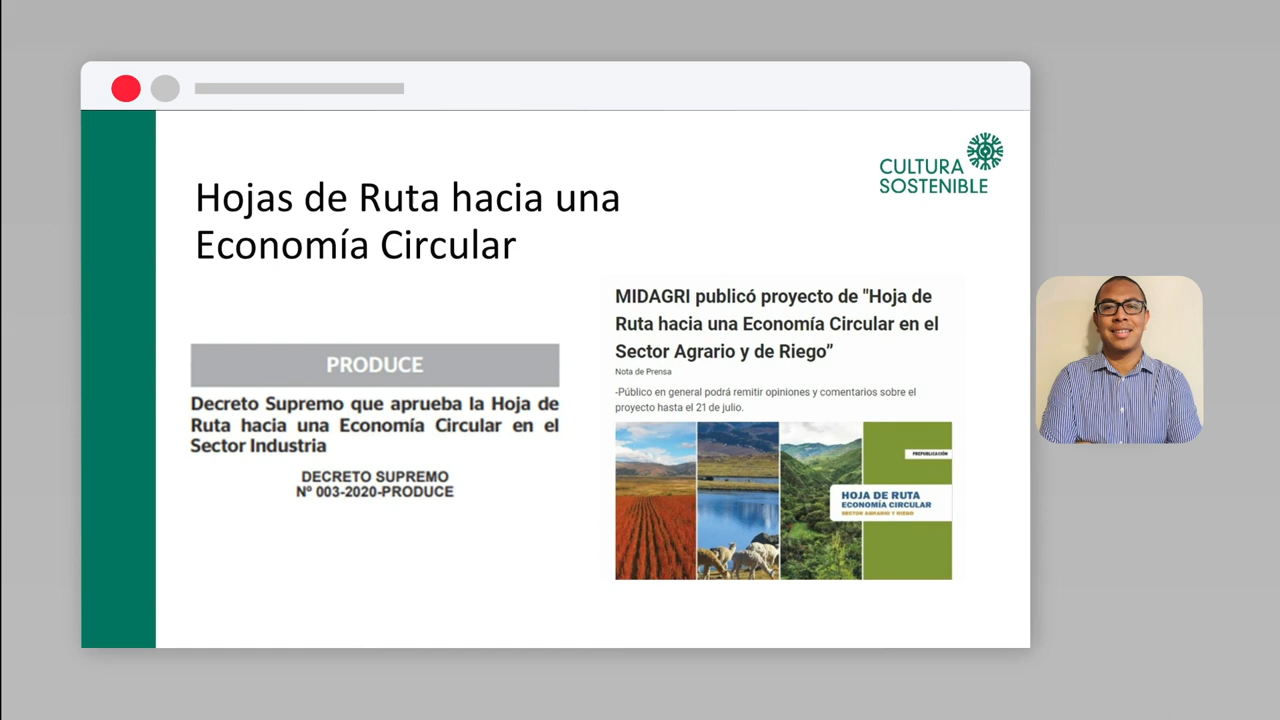 CULTURA
SOSTENIBLE
Hojas de Ruta hacia una
Economía Circular
PRODUCE
Decreto Supremo que aprueba la Hoja de
Ruta hacia una Economía Circular en el
Sector Industria
DECRETO SUPREMO
Nº 003-2020-PRODUCE
MIDAGRI publicó proyecto de "Hoja de
Ruta hacia una Economía Circular en el
Sector Agrario y de Riego”
Nota de Prensa
-Público en general podrá remitir opiniones y comentarios sobre el
proyecto hasta el 21 de julio.
PREPUBLICACIÓN
HOJA DE RUTA
ECONOMÍA CIRCULAR
SECTOR AGRARIO Y RIEGO